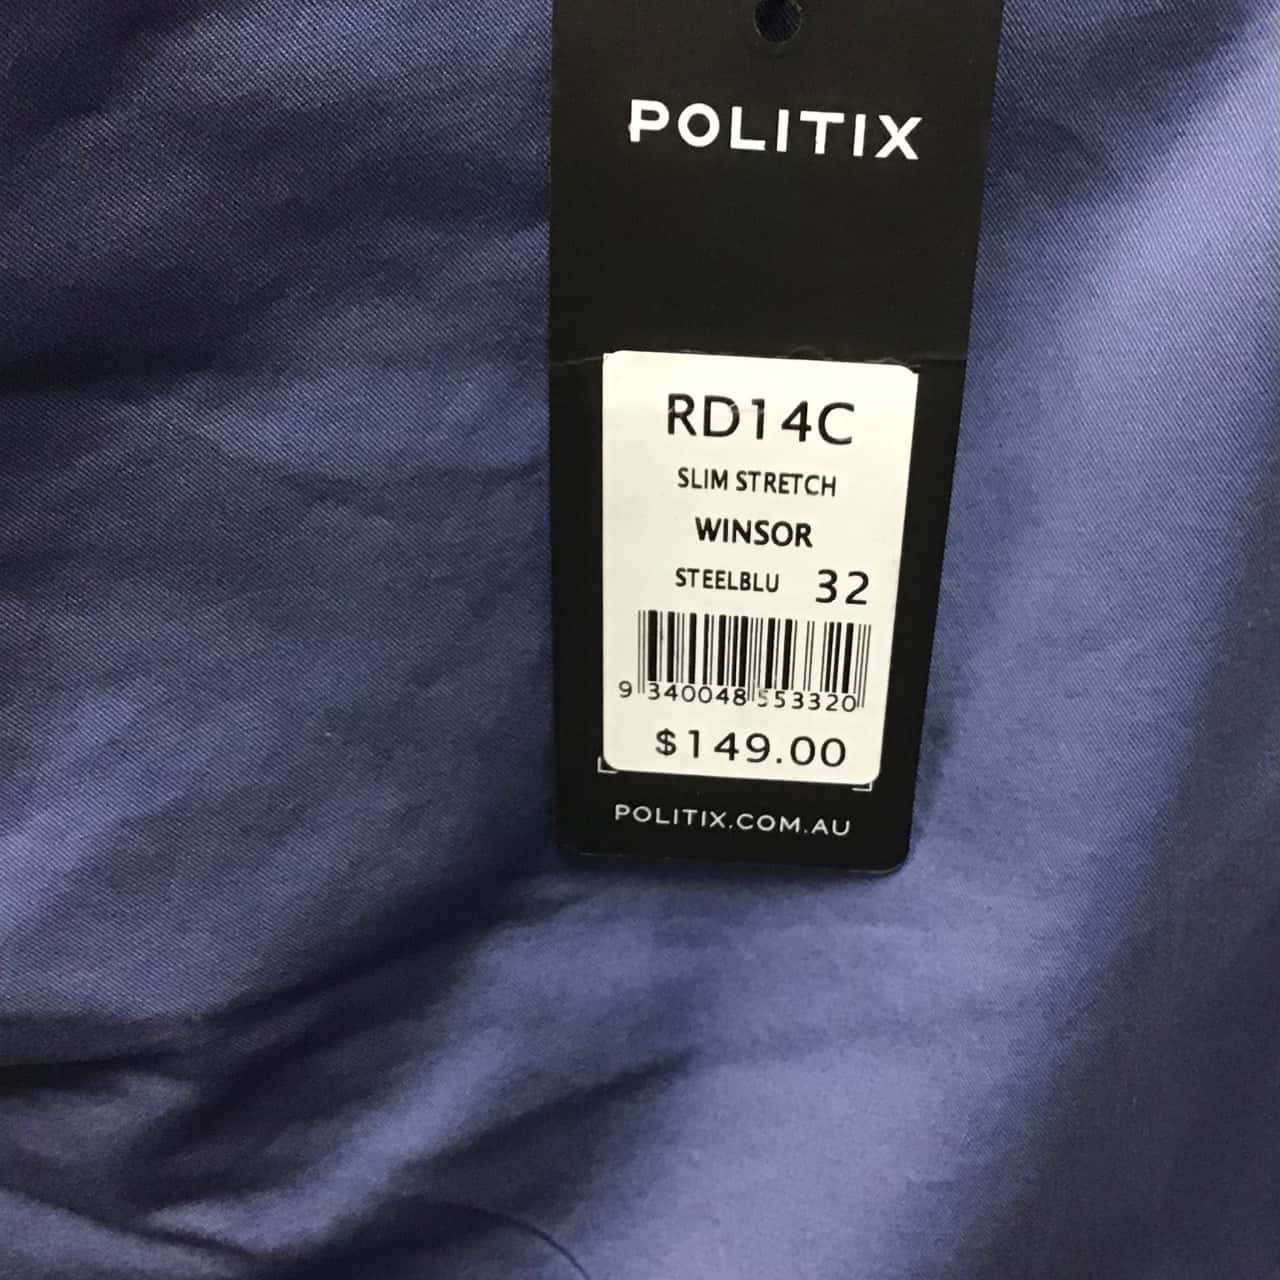 POLITIX
RD14C
SLIM STRETCH
WINSOR
STEELBLU 32
9 340048 553320
$149.00
POLITIX.COM.AU